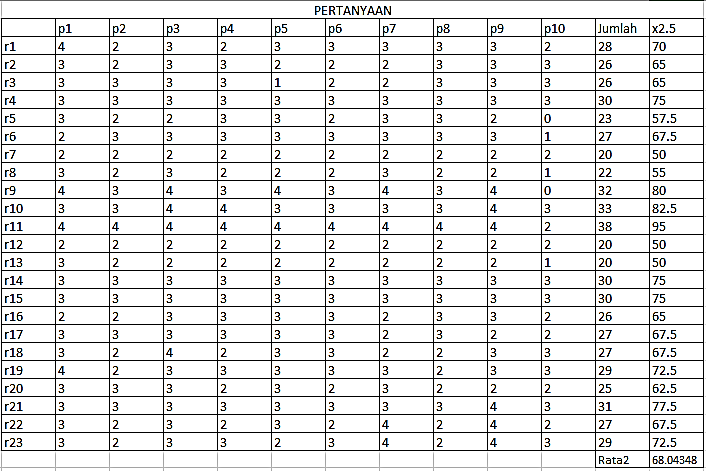 PERTANYAAN
p1 p2 p3 p4 p5 p6 p7 p8 p9 p10 Jumlah x2.5
r1 4 2 3 2 3 3 3 3 3 2 28 70
r2 3 3 3 3 2 2 2 3 3 2 26 65
r3 3 3 3 3 1 2 2 3 3 3 26 65
r4 3 3 3 3 3 3 3 3 3 3 30 75
r5 3 2 2 3 3 2 3 3 2 0 23 57.5
r6 2 3 3 3 3 3 3 3 3 1 27 67.5
r7 2 2 2 2 2 2 2 2 2 2 20 50
r8 3 2 3 2 2 2 3 2 2 1 22 55
r9 4 3 4 3 4 3 4 3 4 0 32 80
r10 3 3 4 4 3 3 3 3 4 3 33 82.5
r11 4 4 4 4 4 4 4 4 4 2 38 95
r12 2 2 2 2 2 2 2 2 2 2 20 50
r13 3 2 2 2 2 2 2 2 2 1 20 50
r14 3 3 3 3 3 3 3 3 3 3 30 75
r15 3 3 3 3 3 3 3 3 3 3 30 75
r16 2 2 3 3 3 3 2 3 3 2 26 65
r17 3 3 3 3 3 3 2 3 2 2 27 67.5
r18 3 2 4 2 3 3 2 2 3 3 27 67.5
r19 4 2 3 3 3 3 2 3 3 3 29 72.5
r20 3 3 3 2 3 2 3 2 2 2 25 62.5
r21 3 3 3 3 3 3 3 3 4 3 31 77.5
r22 3 2 3 2 3 2 4 2 4 2 27 67.5
r23 3 2 3 3 2 3 4 2 4 3 29 72.5
Rata2 68.04348